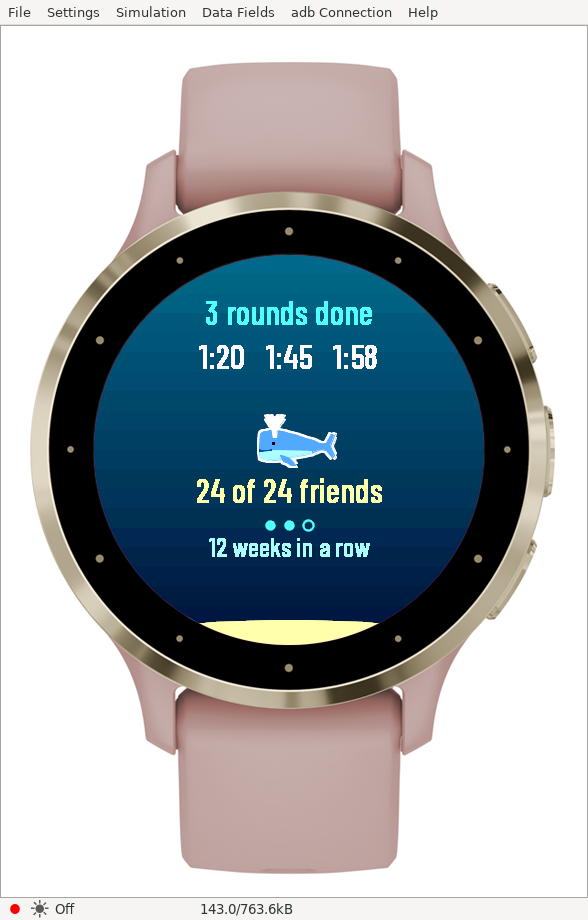 File Settings Simulation Data Fields adb Connection Help
3 rounds done
1:20 1:45 1:58
24 of 24 friends
12 weeks in a row
Off 143.0/763.6kB